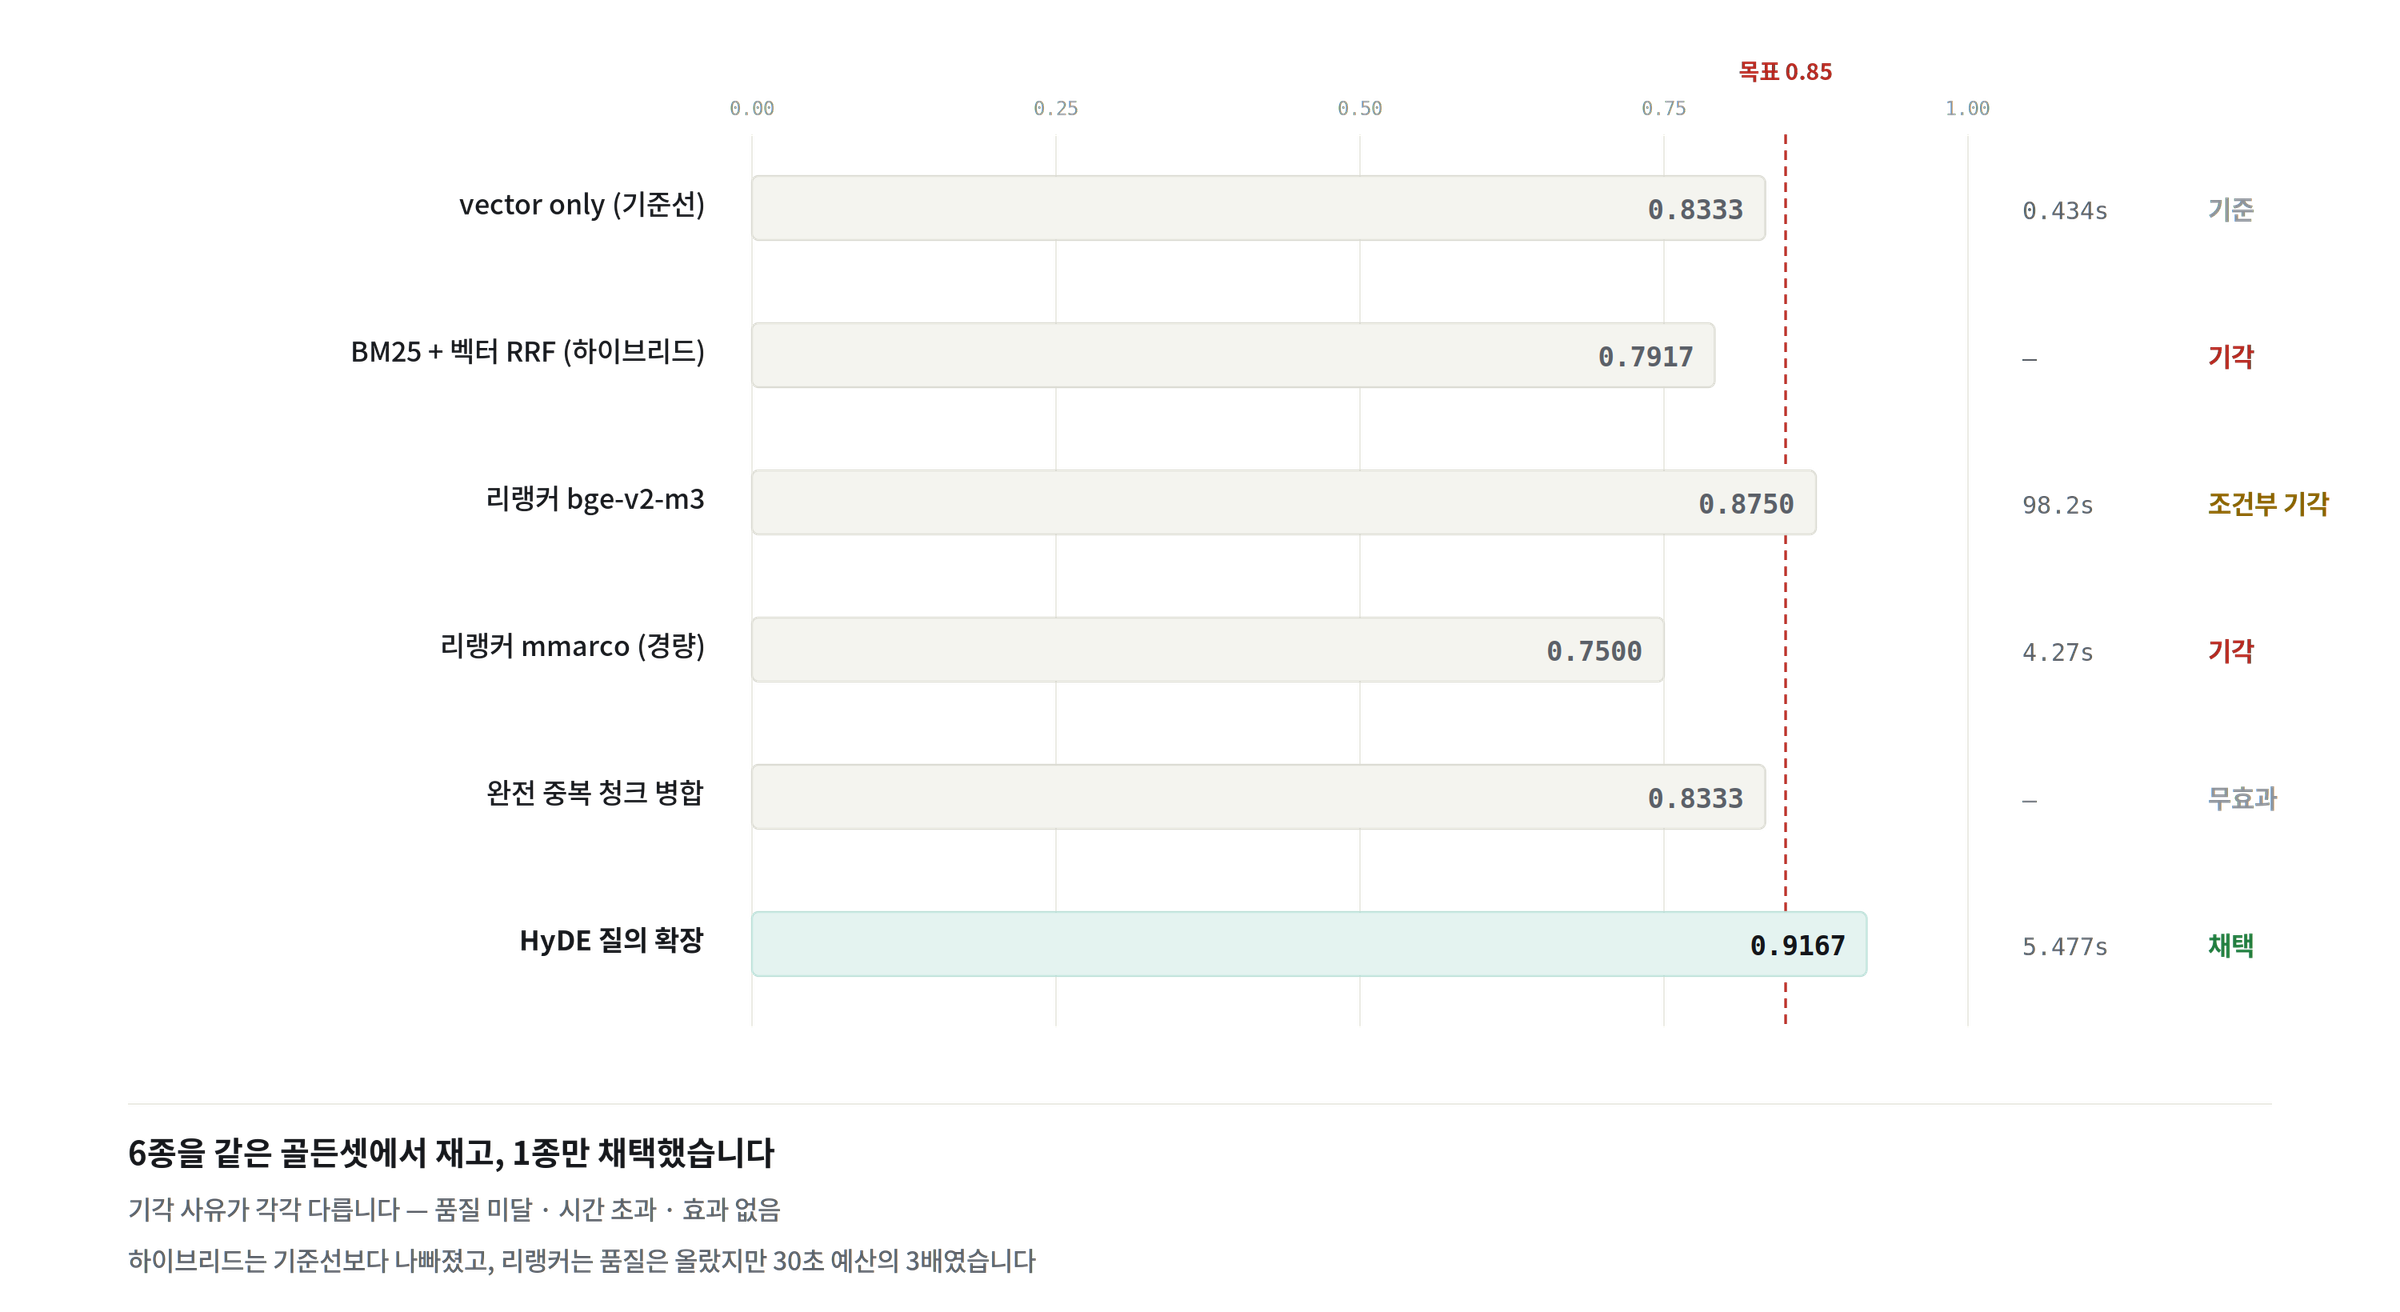 목표 0.85
0.00 0.25 0.50 0.75 1.00
vector only (기준선) 0.8333 0.434s 기준
BM25 + 벡터 RRF (하이브리드) 0.7917 — 기각
리랭커 bge-v2-m3 0.8750 98.2s 조건부 기각
리랭커 mmarco (경량) 0.7500 4.27s 기각
완전 중복 청크 병합 0.8333 — 무효과
HyDE 질의 확장 0.9167 5.477s 채택
6종을 같은 골든셋에서 재고, 1종만 채택했습니다
기각 사유가 각각 다릅니다 — 품질 미달 · 시간 초과 · 효과 없음
하이브리드는 기준선보다 나빠졌고, 리랭커는 품질은 올랐지만 30초 예산의 3배였습니다